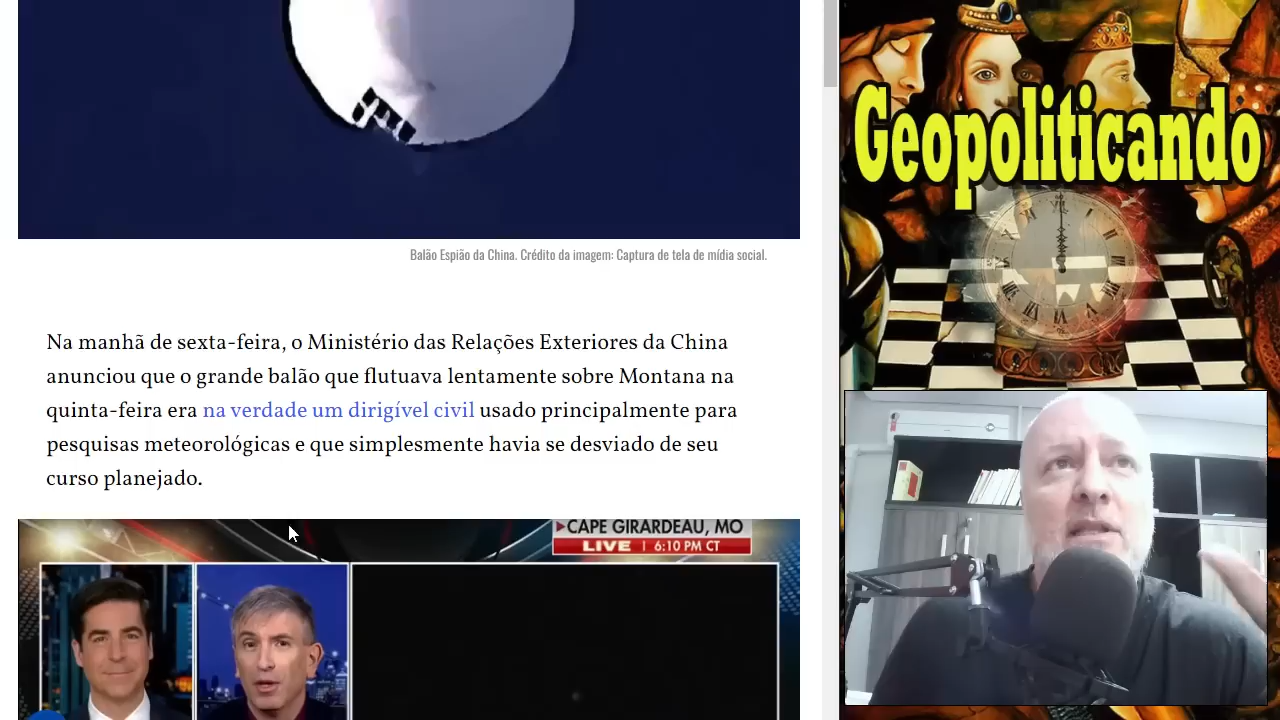 Geopoliticando
Balão Espião da China. Crédito da imagem: Captura de tela de mídia social.
Na manhã de sexta-feira, o Ministério das Relações Exteriores da China
anunciou que o grande balão que flutuava lentamente sobre Montana na
quinta-feira era na verdade um dirigível civil usado principalmente para
pesquisas meteorológicas e que simplesmente havia se desviado de seu
curso planejado.
CAPE GIRARDEAU, MO
LIVE | 6:10 PM CT